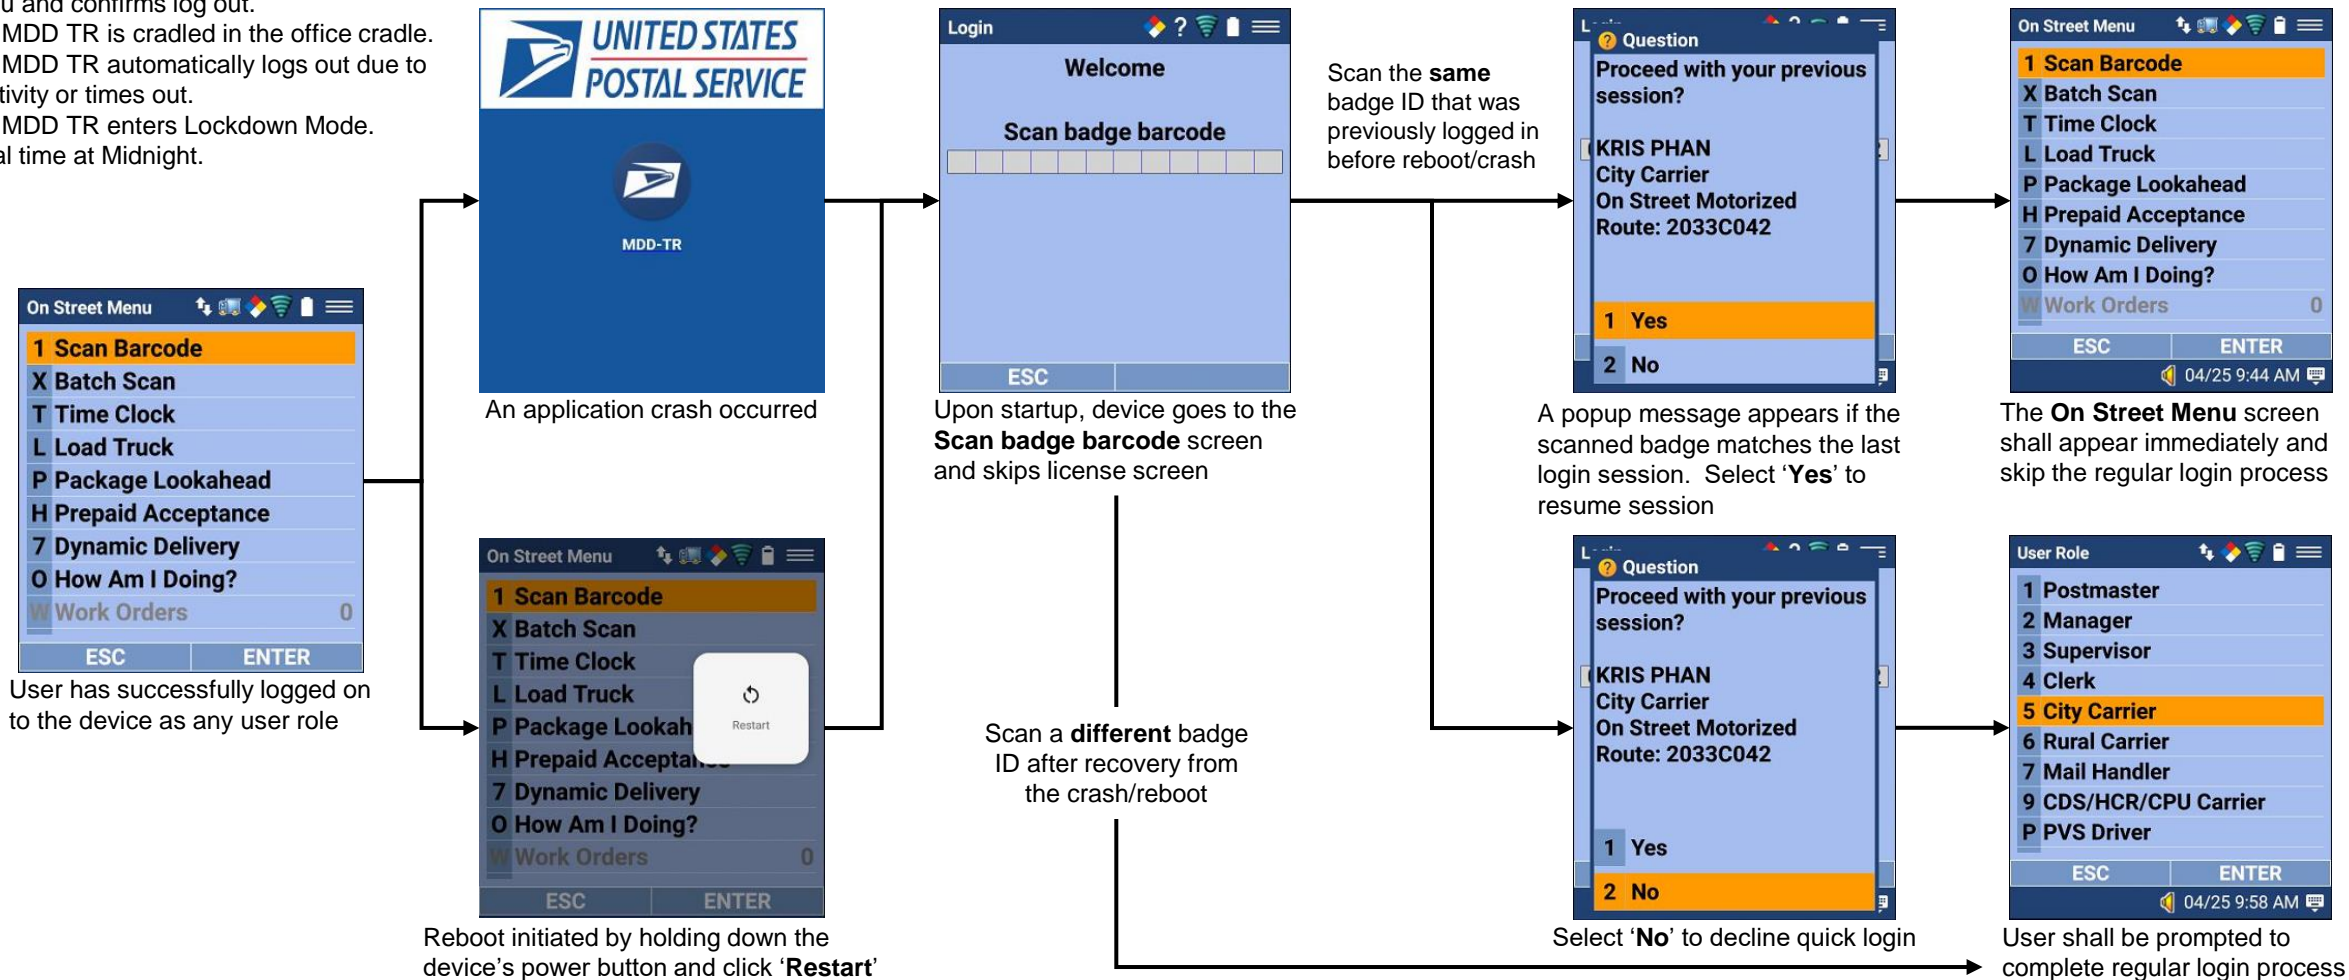 and confirms log out.
MDD TR is cradled in the office cradle.
MDD TR automatically logs out due to
or times out.
MDD TR enters Lockdown Mode.
time at Midnight.
On Street Menu
1 Scan Barcode
X Batch Scan
T Time Clock
L Load Truck
P Package Lookahead
H Prepaid Acceptance
7 Dynamic Delivery
O How Am I Doing?
W Work Orders 0
ESC ENTER
User has successfully logged on
to the device as any user role
UNITED STATES
POSTAL SERVICE
MDD-TR
An application crash occurred
On Street Menu
1 Scan Barcode
X Batch Scan
T Time Clock
L Load Truck
P Package Lookah
H Prepaid Acceptan
7 Dynamic Delivery
O How Am I Doing?
W Work Orders 0
ESC ENTER
Restart
Reboot initiated by holding down the
device's power button and click ‘Restart’
Login ?
Welcome
Scan badge barcode
ESC
Upon startup, device goes to the
Scan badge barcode screen
and skips license screen
Scan a different badge
ID after recovery from
the crash/reboot
Scan the same
badge ID that was
previously logged in
before reboot/crash
? Question
Proceed with your previous
session?
KRIS PHAN
City Carrier
On Street Motorized
Route: 2033C042
1 Yes
2 No
A popup message appears if the
scanned badge matches the last
login session. Select ‘Yes’ to
resume session
? Question
Proceed with your previous
session?
KRIS PHAN
City Carrier
On Street Motorized
Route: 2033C042
1 Yes
2 No
Select ‘No’ to decline quick login
On Street Menu
1 Scan Barcode
X Batch Scan
T Time Clock
L Load Truck
P Package Lookahead
H Prepaid Acceptance
7 Dynamic Delivery
O How Am I Doing?
W Work Orders 0
ESC ENTER
04/25 9:44 AM
The On Street Menu screen
shall appear immediately and
skip the regular login process
User Role
1 Postmaster
2 Manager
3 Supervisor
4 Clerk
5 City Carrier
6 Rural Carrier
7 Mail Handler
9 CDS/HCR/CPU Carrier
P PVS Driver
ESC ENTER
04/25 9:58 AM
User shall be prompted to
complete regular login process